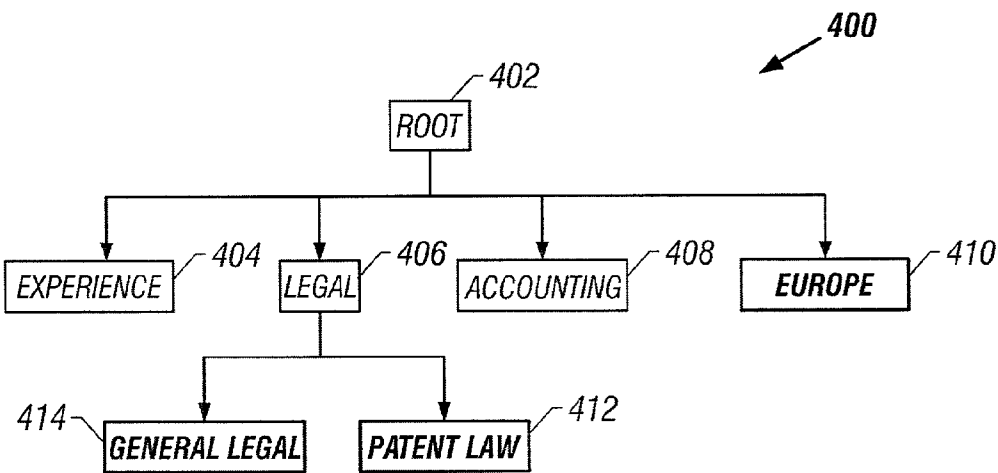 400
402
ROOT
EXPERIENCE 404 LEGAL 406 ACCOUNTING 408 EUROPE 410
414 GENERAL LEGAL PATENT LAW 412